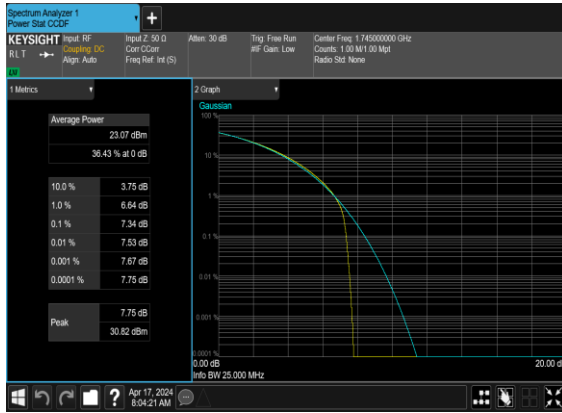 Spectrum Analyzer 1
Power Stat CCDF
+
KEYSIGHT
R L T
LXI
Input: RF
Coupling: DC
Align: Auto
Input Z: 50 Ω
Corr CCorr
Freq Ref: Int (S)
Atten: 30 dB
Trig: Free Run
#IF Gain: Low
Center Freq: 1.745000000 GHz
Counts: 1.00 M/1.00 Mpt
Radio Std: None
1 Metrics
Average Power
23.07 dBm
36.43 % at 0 dB
10.0 % 3.75 dB
1.0 % 6.64 dB
0.1 % 7.34 dB
0.01 % 7.53 dB
0.001 % 7.67 dB
0.0001 % 7.75 dB
Peak
7.75 dB
30.82 dBm
2 Graph
Gaussian
100 %
10 %
1 %
0.1 %
0.01 %
0.001 %
0.0001 %
0.00 dB 20.00 dB
Info BW 25.000 MHz
?
Apr 17, 2024
8:04:21 AM